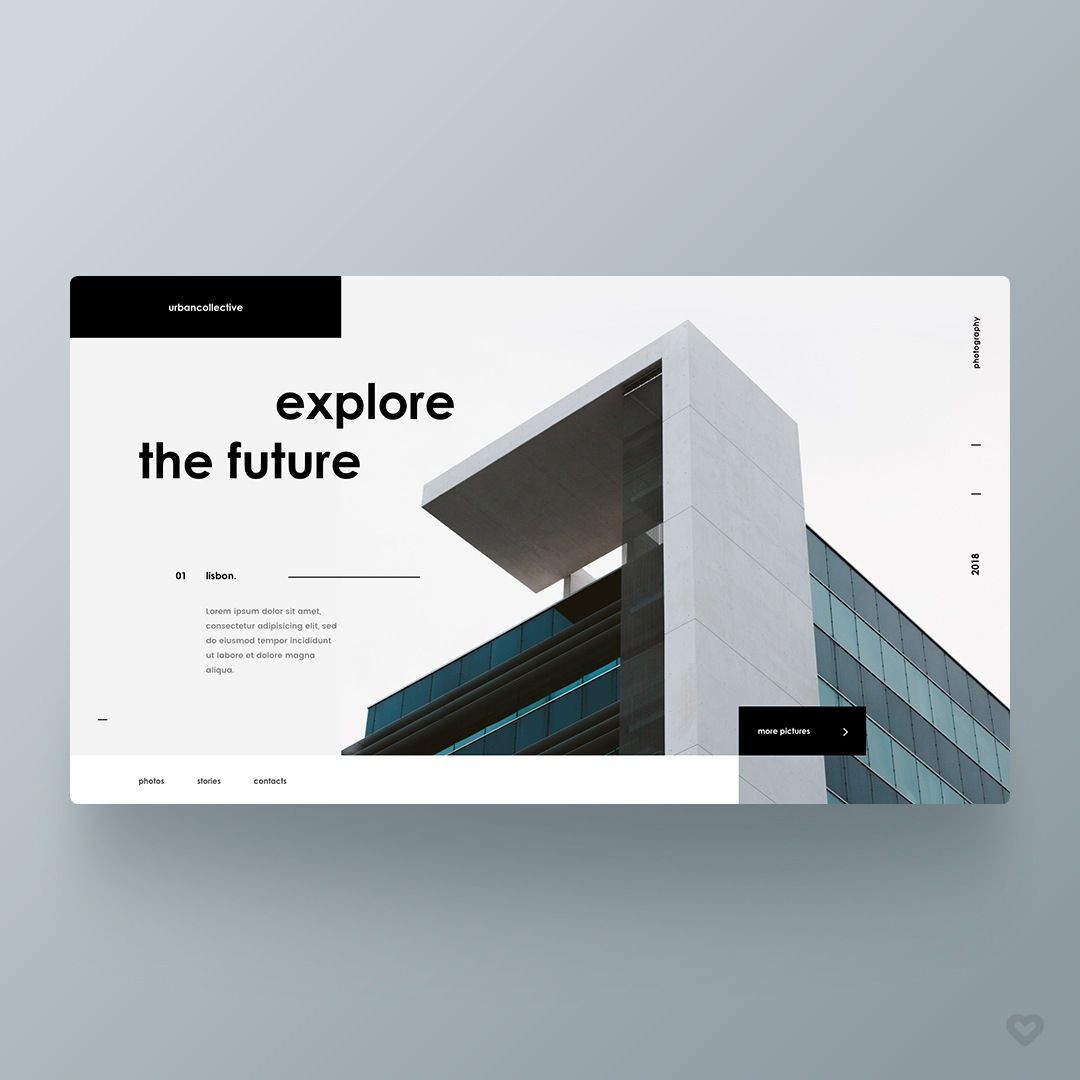 urbancollective
photography
explore
the future
2018
01 lisbon.
Lorem ipsum dolor sit amet,
consectetur adipisicing elit, sed
do eiusmod tempor incididunt
ut labore et dolore magna
aliqua.
more pictures
photos stories contacts